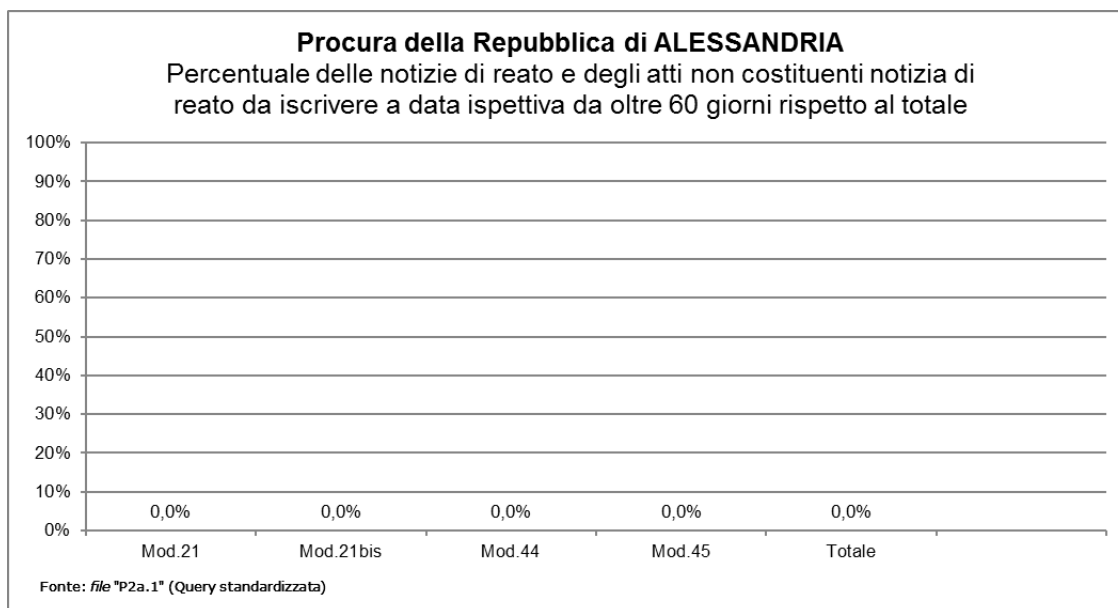 Procura della Repubblica di ALESSANDRIA
Percentuale delle notizie di reato e degli atti non costituenti notizia di
reato da iscrivere a data ispettiva da oltre 60 giorni rispetto al totale
100%
90%
80%
70%
60%
50%
40%
30%
20%
10%
0%
0,0% 0,0% 0,0% 0,0% 0,0%
Mod.21 Mod.21bis Mod.44 Mod.45 Totale
Fonte: file "P2a.1" (Query standardizzata)